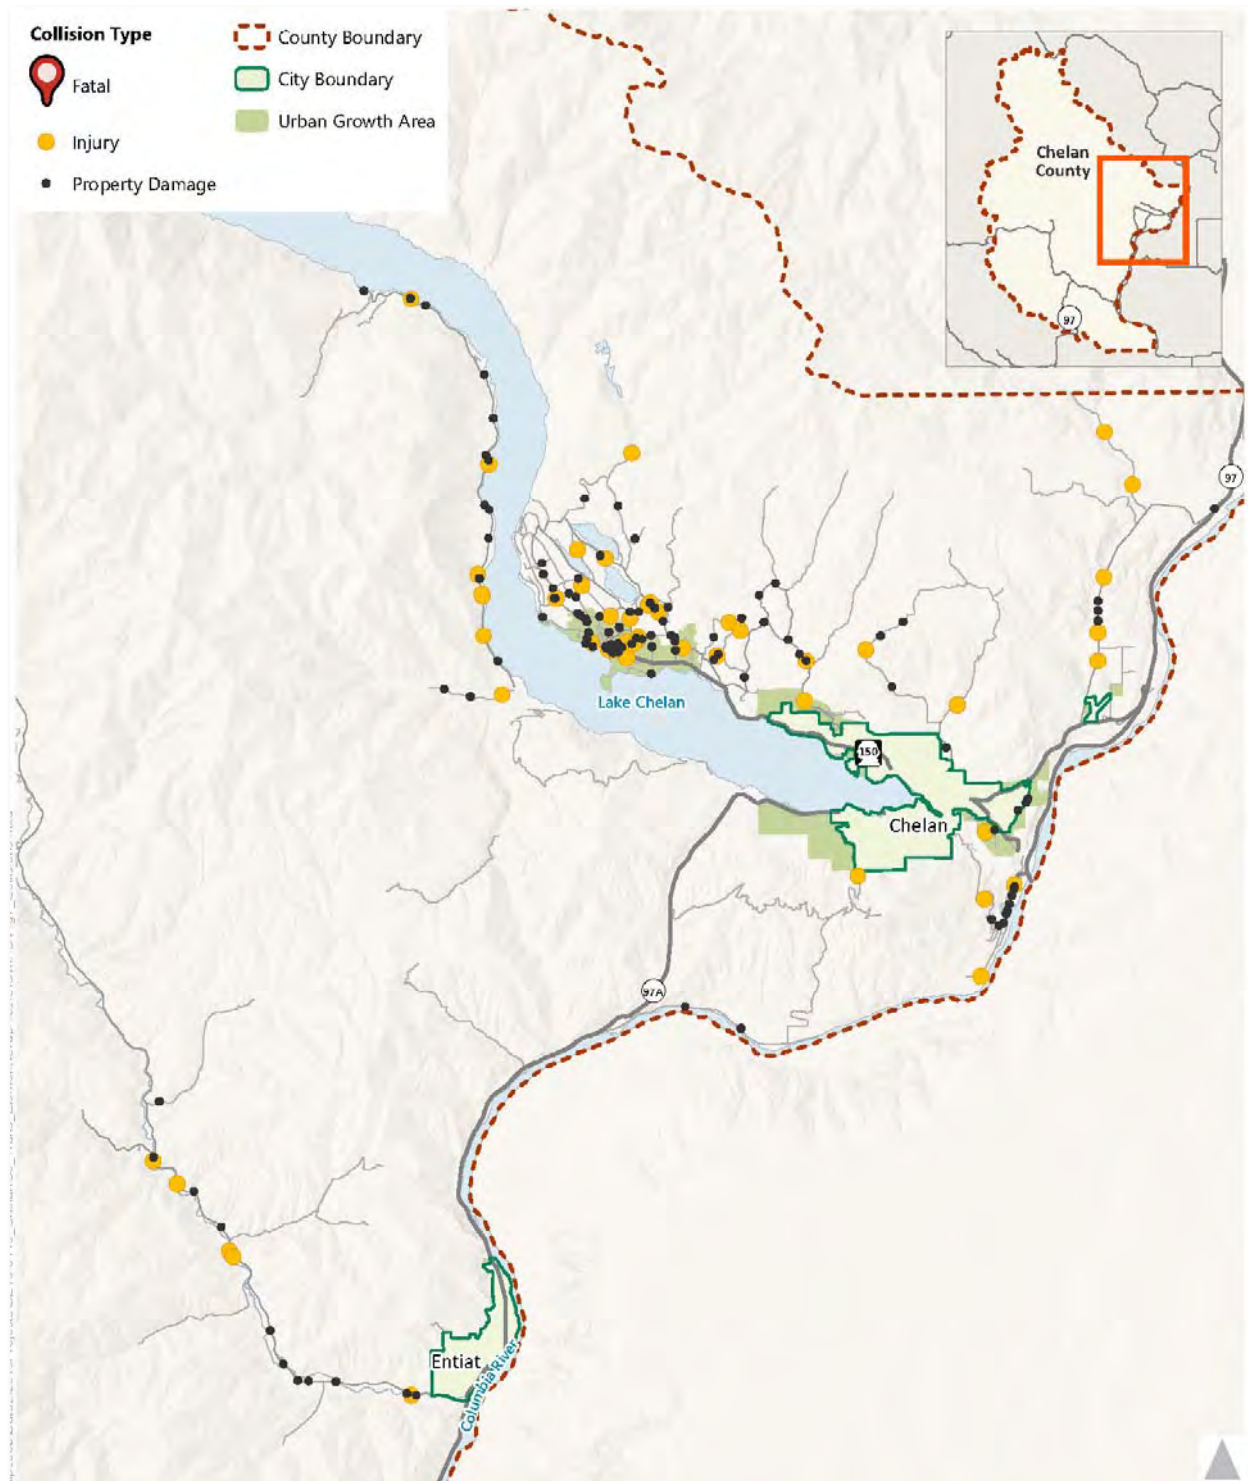 Collision Type
Fatal
Injury
Property Damage
County Boundary
City Boundary
Urban Growth Area
Chelan
County
97
97
Lake Chelan
150
Chelan
97A
Entiat
Columbia River